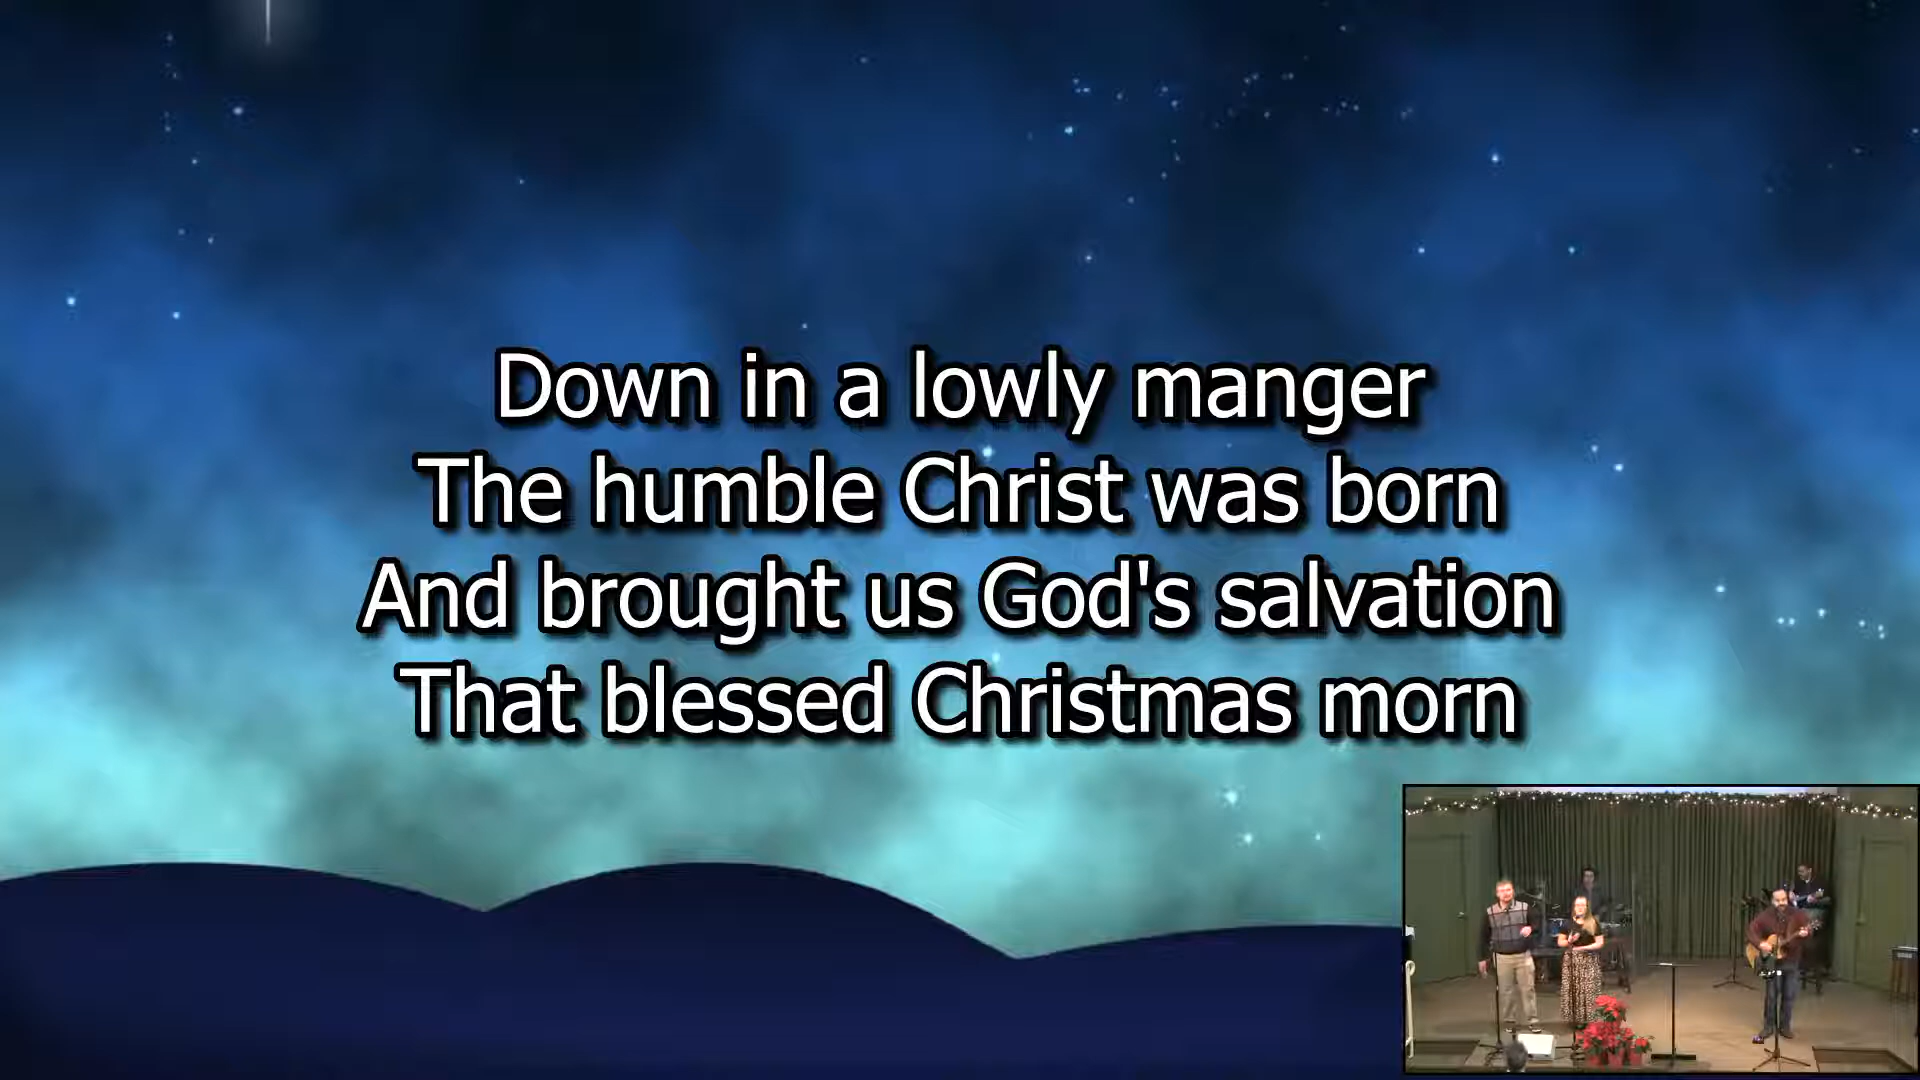 Down in a lowly manger
The humble Christ was born
And brought us God's salvation
That blessed Christmas morn